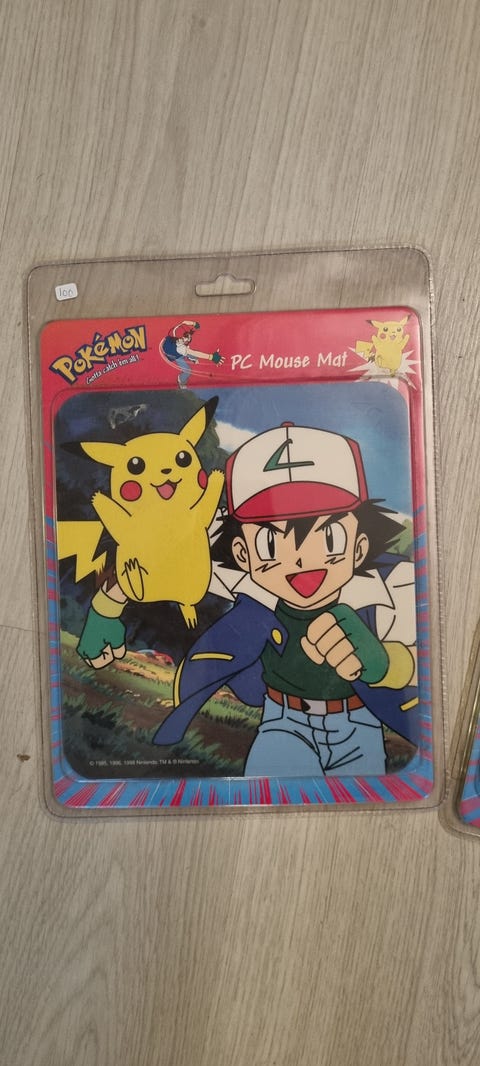 100
POKéMON
Gotta catch 'em all!
PC Mouse Mat
© 1995, 1996, 1998 Nintendo TM & ® Nintendo